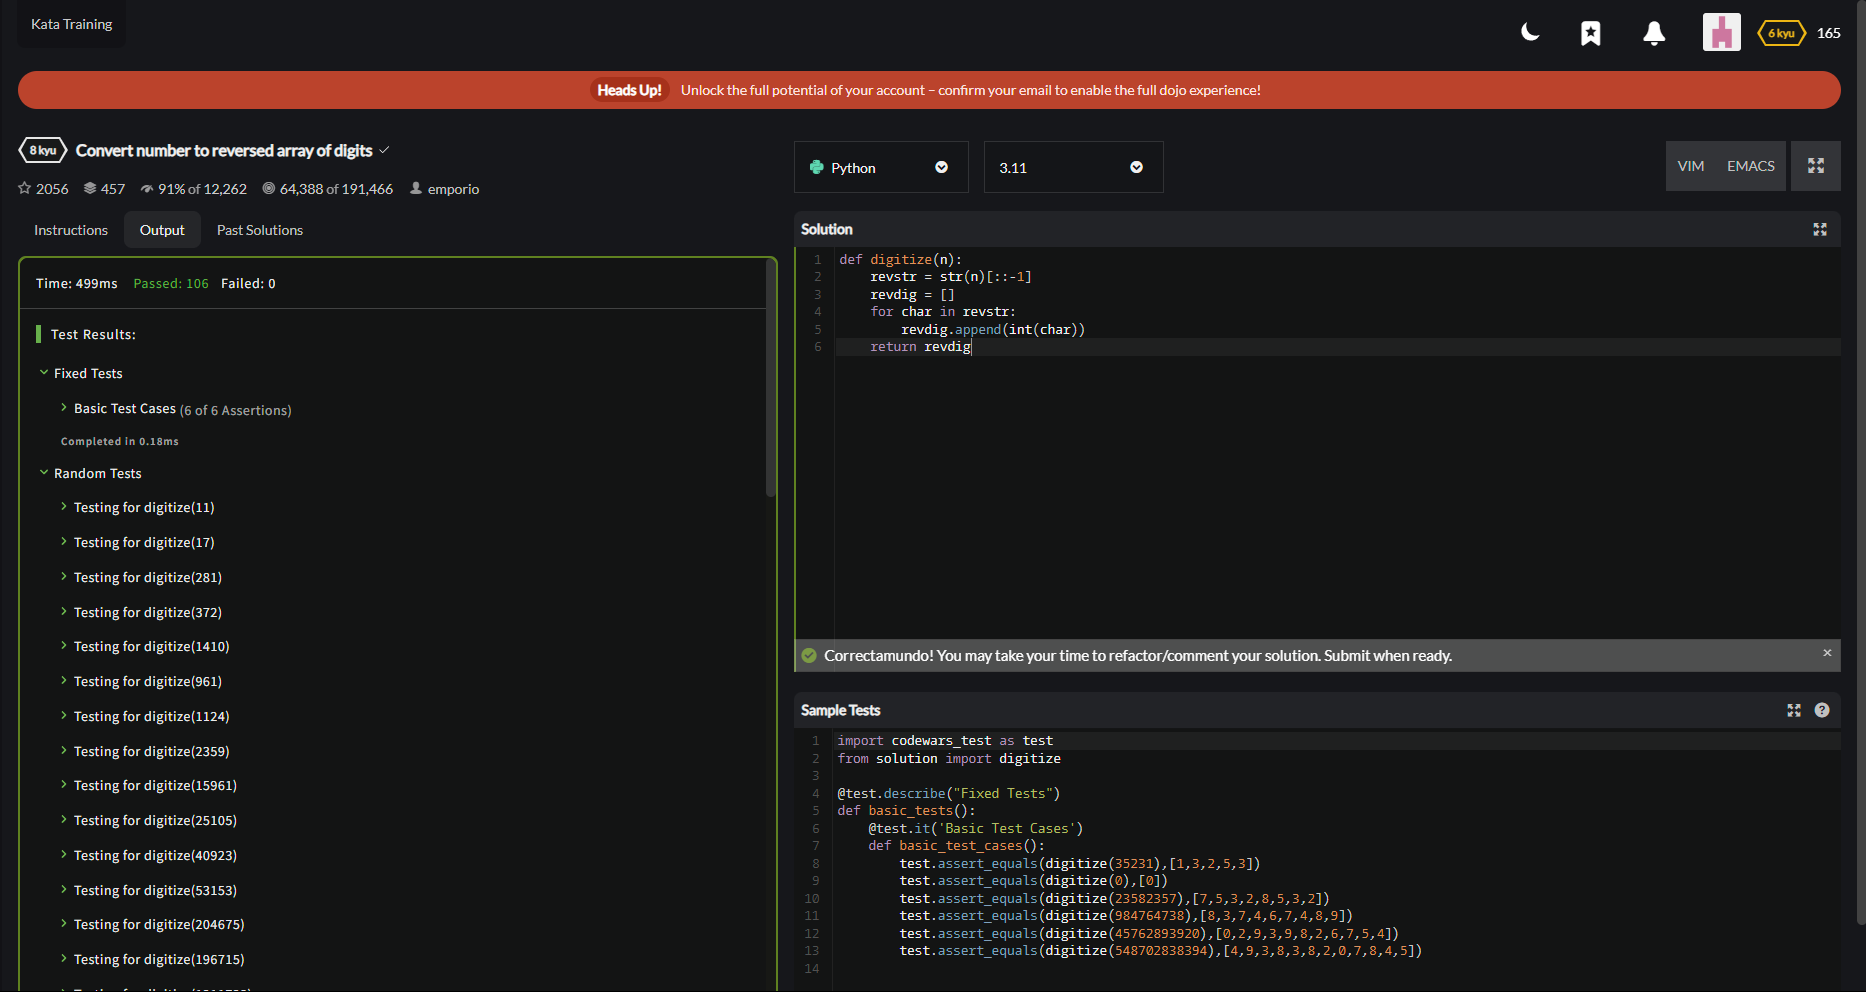 Kata Training
6 kyu 165
Heads Up! Unlock the full potential of your account – confirm your email to enable the full dojo experience!
8 kyu Convert number to reversed array of digits
2056 457 91% of 12,262 64,388 of 191,466 emporio
Instructions Output Past Solutions
Time: 499ms Passed: 106 Failed: 0
Test Results:
Fixed Tests
Basic Test Cases (6 of 6 Assertions)
Completed in 0.18ms
Random Tests
Testing for digitize(11)
Testing for digitize(17)
Testing for digitize(281)
Testing for digitize(372)
Testing for digitize(1410)
Testing for digitize(961)
Testing for digitize(1124)
Testing for digitize(2359)
Testing for digitize(15961)
Testing for digitize(25105)
Testing for digitize(40923)
Testing for digitize(53153)
Testing for digitize(204675)
Testing for digitize(196715)
Python 3.11 VIM EMACS
Solution
1 def digitize(n):
2     revstr = str(n)[::-1]
3     revdig = []
4     for char in revstr:
5         revdig.append(int(char))
6     return revdig
Correctamundo! You may take your time to refactor/comment your solution. Submit when ready. ×
Sample Tests ?
1 import codewars_test as test
2 from solution import digitize
3
4 @test.describe("Fixed Tests")
5 def basic_tests():
6     @test.it('Basic Test Cases')
7     def basic_test_cases():
8         test.assert_equals(digitize(35231),[1,3,2,5,3])
9         test.assert_equals(digitize(0),[0])
10         test.assert_equals(digitize(23582357),[7,5,3,2,8,5,3,2])
11         test.assert_equals(digitize(984764738),[8,3,7,4,6,7,4,8,9])
12         test.assert_equals(digitize(45762893920),[0,2,9,3,9,8,2,6,7,5,4])
13         test.assert_equals(digitize(548702838394),[4,9,3,8,3,8,2,0,7,8,4,5])
14